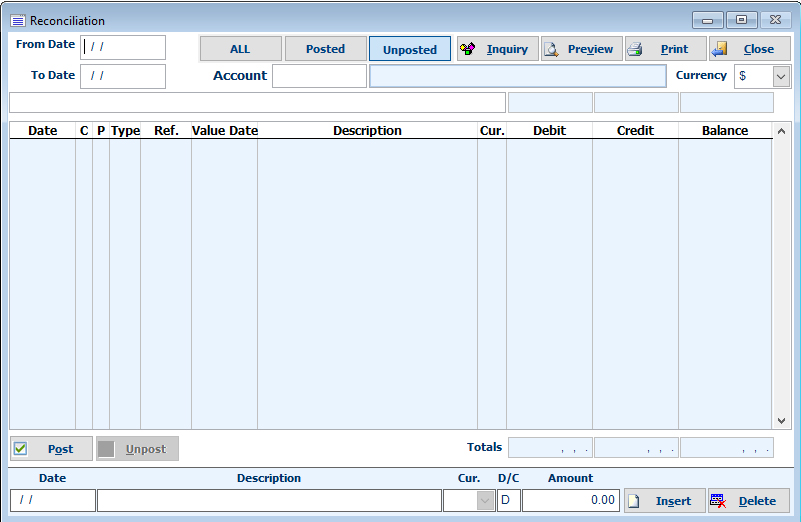 Reconciliation
From Date / / ALL Posted Unposted Inquiry Preview Print Close
To Date / / Account Currency $
Date C P Type Ref. Value Date Description Cur. Debit Credit Balance
Post Unpost Totals , , . , , . , , .
Date Description Cur. D/C Amount
/ / D 0.00 Insert Delete